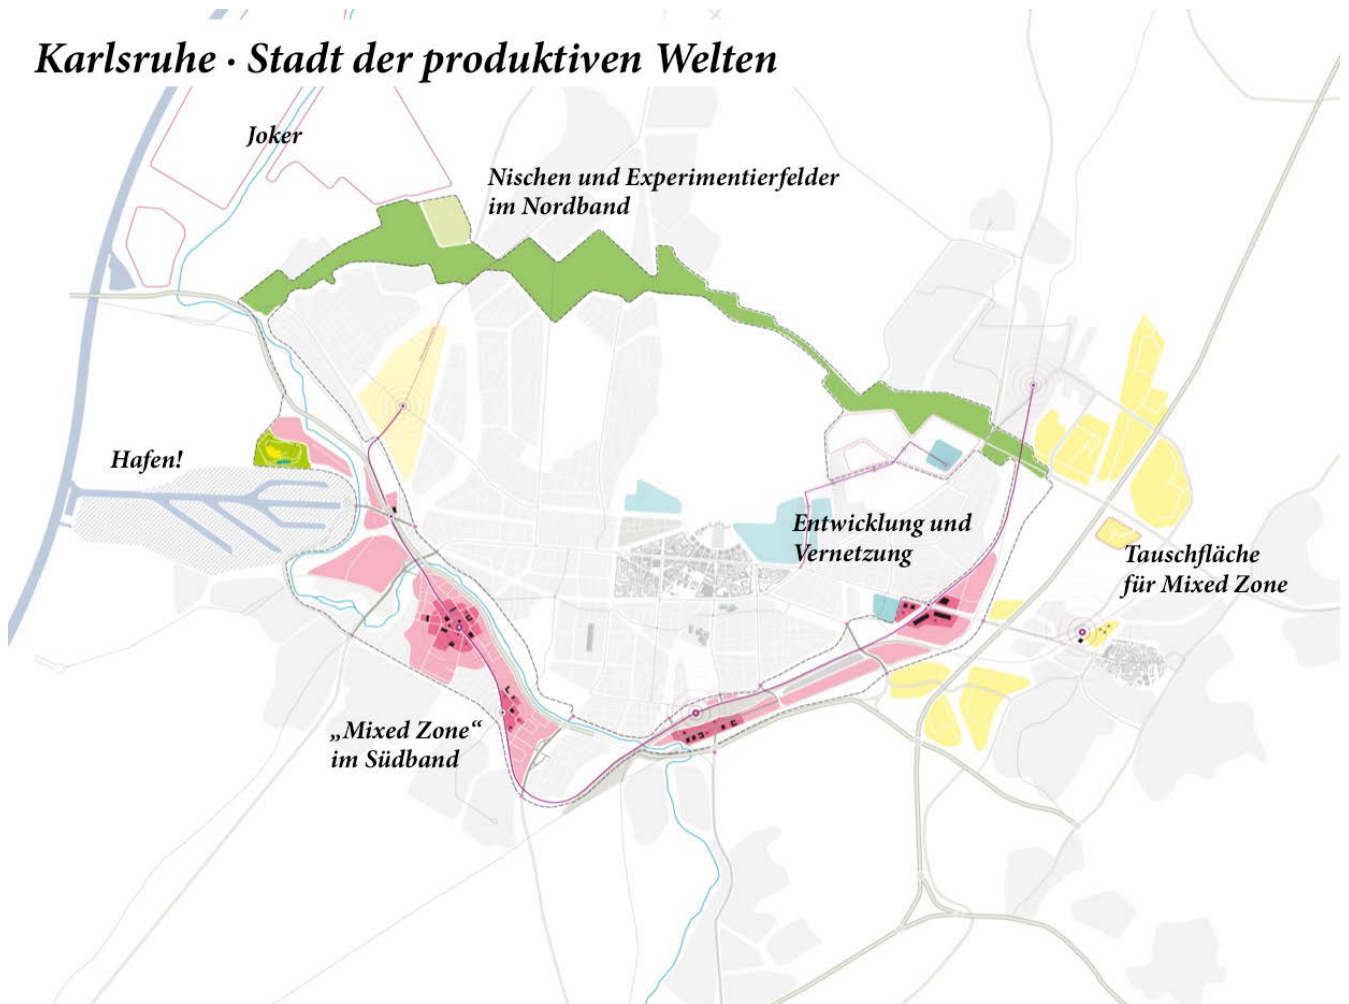 Karlsruhe · Stadt der produktiven Welten
Joker
Nischen und Experimentierfelder
im Nordband
Hafen!
Entwicklung und
Vernetzung
Tauschfläche
für Mixed Zone
„Mixed Zone“
im Südband